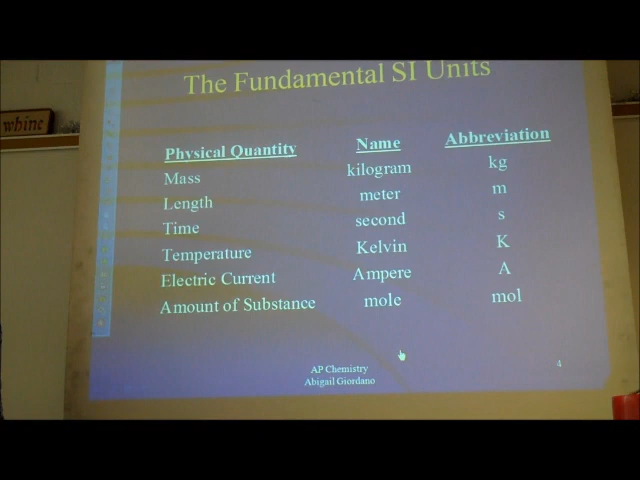 The Fundamental SI Units
whine
Physical Quantity Name Abbreviation
Mass kilogram kg
Length meter m
Time second s
Temperature Kelvin K
Electric Current Ampere A
Amount of Substance mole mol
AP Chemistry
Abigail Giordano
4